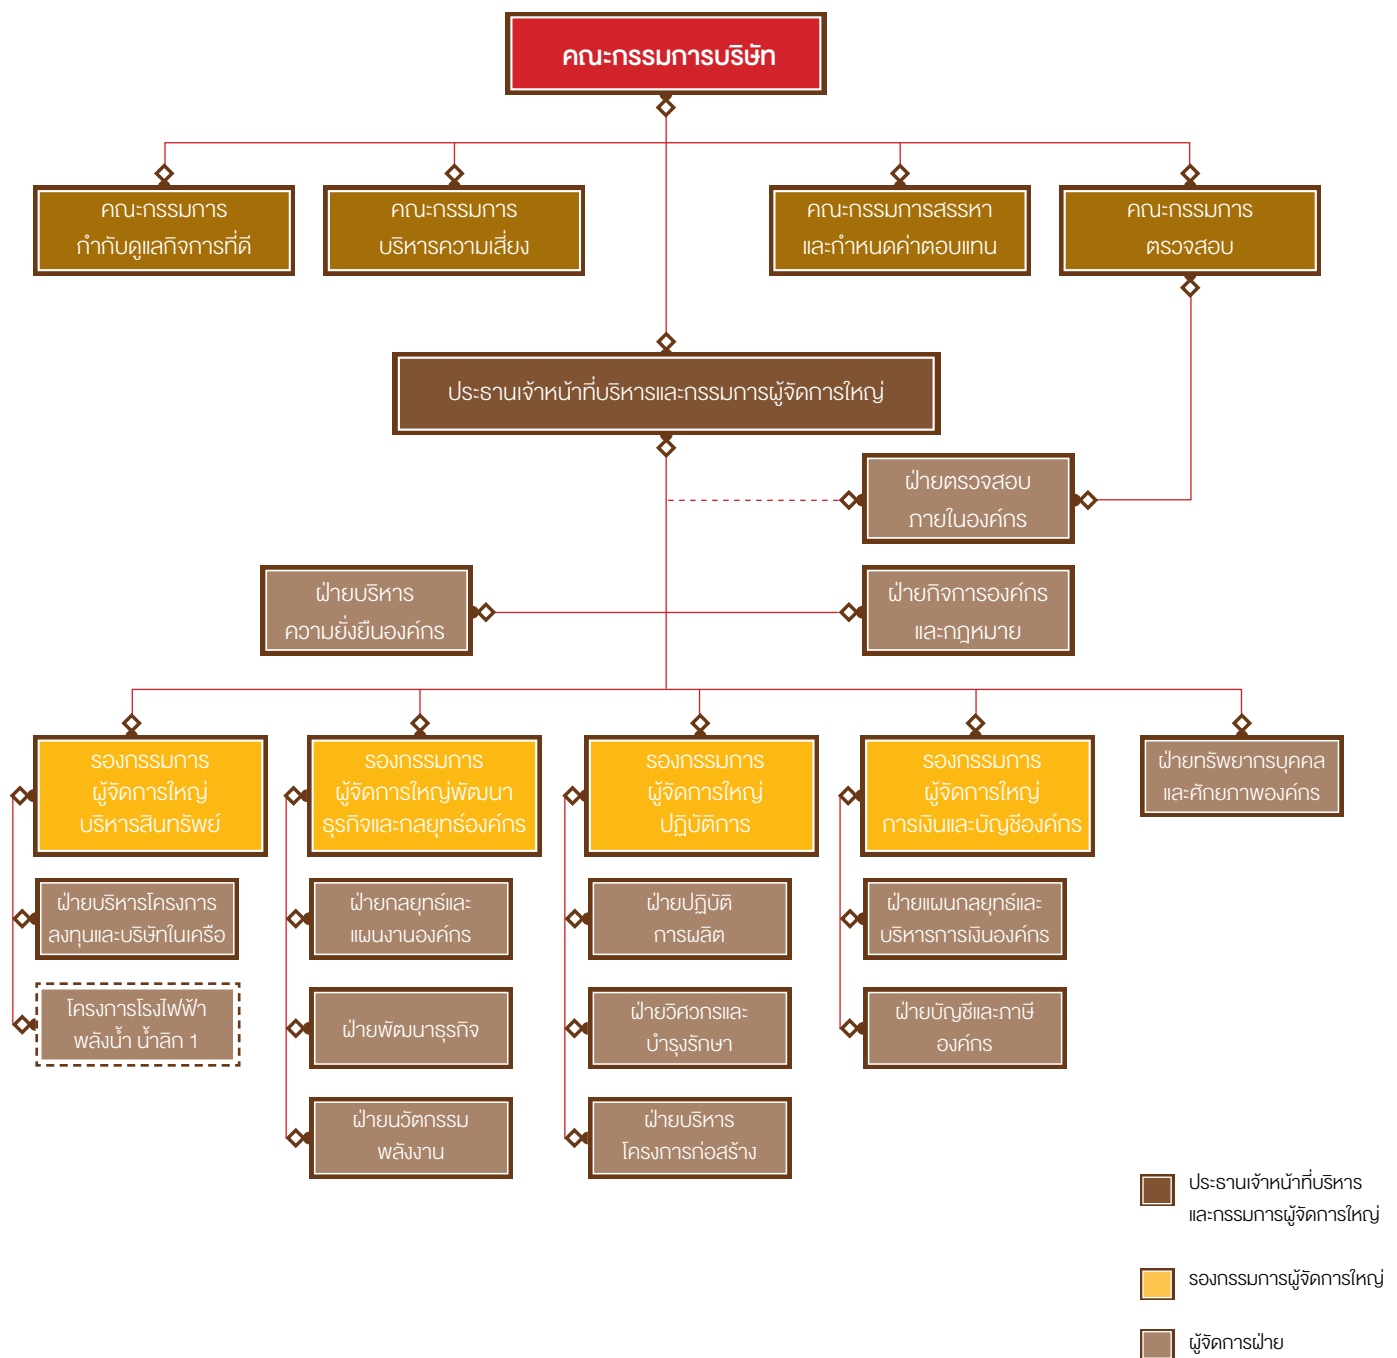 คณะกรรมการบริษัท
คณะกรรมการ
กำกับดูแลกิจการที่ดี
คณะกรรมการ
บริหารความเสี่ยง
คณะกรรมการสรรหา
และกำหนดค่าตอบแทน
คณะกรรมการ
ตรวจสอบ
ประธานเจ้าหน้าที่บริหารและกรรมการผู้จัดการใหญ่
ฝ่ายตรวจสอบ
ภายในองค์กร
ฝ่ายบริหาร
ความยั่งยืนองค์กร
ฝ่ายกิจการองค์กร
และกฎหมาย
รองกรรมการ
ผู้จัดการใหญ่
บริหารสินทรัพย์
รองกรรมการ
ผู้จัดการใหญ่พัฒนา
ธุรกิจและกลยุทธ์องค์กร
รองกรรมการ
ผู้จัดการใหญ่
ปฏิบัติการ
รองกรรมการ
ผู้จัดการใหญ่
การเงินและบัญชีองค์กร
ฝ่ายทรัพยากรบุคคล
และศักยภาพองค์กร
ฝ่ายบริหารโครงการ
ลงทุนและบริษัทในเครือ
ฝ่ายกลยุทธ์และ
แผนงานองค์กร
ฝ่ายปฏิบัติ
การผลิต
ฝ่ายแผนกลยุทธ์และ
บริหารการเงินองค์กร
โครงการโรงไฟฟ้า
พลังน้ำ น้ำลิก 1
ฝ่ายพัฒนาธุรกิจ
ฝ่ายวิศวกรและ
บำรุงรักษา
ฝ่ายบัญชีและภาษี
องค์กร
ฝ่ายนวัตกรรม
พลังงาน
ฝ่ายบริหาร
โครงการก่อสร้าง
ประธานเจ้าหน้าที่บริหาร
และกรรมการผู้จัดการใหญ่
รองกรรมการผู้จัดการใหญ่
ผู้จัดการฝ่าย